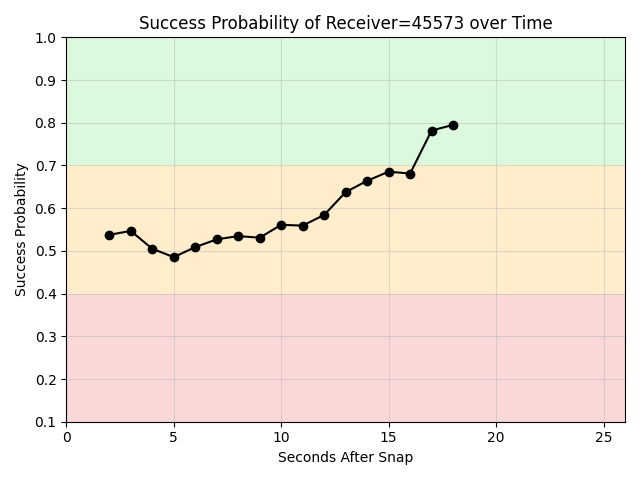 Success Probability of Receiver=45573 over Time
1.0
0.9
0.8
0.7
0.6
0.5
0.4
0.3
0.2
0.1
Success Probability
0 5 10 15 20 25
Seconds After Snap